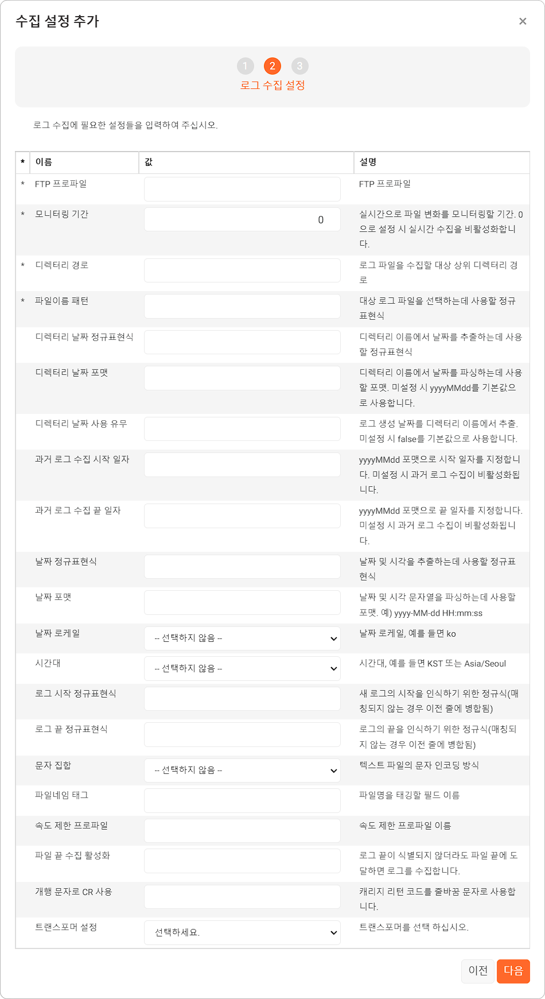 수집 설정 추가
×
1 2 3
로그 수집 설정
로그 수집에 필요한 설정들을 입력하여 주십시오.
* 이름 값 설명
* FTP 프로파일 FTP 프로파일
* 모니터링 기간 0 실시간으로 파일 변화를 모니터링할 기간. 0
으로 설정 시 실시간 수집을 비활성화합니
다.
* 디렉터리 경로 로그 파일을 수집할 대상 상위 디렉터리 경
로
* 파일이름 패턴 대상 로그 파일을 선택하는데 사용할 정규
표현식
디렉터리 날짜 정규표현식 디렉터리 이름에서 날짜를 추출하는데 사용
할 정규표현식
디렉터리 날짜 포맷 디렉터리 이름에서 날짜를 파싱하는데 사용
할 포맷. 미설정 시 yyyyMMdd를 기본값으
로 사용합니다.
디렉터리 날짜 사용 유무 로그 생성 날짜를 디렉터리 이름에서 추출.
미설정 시 false를 기본값으로 사용합니다.
과거 로그 수집 시작 일자 yyyyMMdd 포맷으로 시작 일자를 지정합니
다. 미설정 시 과거 로그 수집이 비활성화됩
니다.
과거 로그 수집 끝 일자 yyyyMMdd 포맷으로 끝 일자를 지정합니다.
미설정 시 과거 로그 수집이 비활성화됩니
다.
날짜 정규표현식 날짜 및 시각을 추출하는데 사용할 정규표
현식
날짜 포맷 날짜 및 시각 문자열을 파싱하는데 사용할
포맷. 예) yyyy-MM-dd HH:mm:ss
날짜 로케일 -- 선택하지 않음 -- 날짜 로케일, 예를 들면 ko
시간대 -- 선택하지 않음 -- 시간대, 예를 들면 KST 또는 Asia/Seoul
로그 시작 정규표현식 새 로그의 시작을 인식하기 위한 정규식(매
칭되지 않는 경우 이전 줄에 병합됨)
로그 끝 정규표현식 로그의 끝을 인식하기 위한 정규식(매칭되
지 않는 경우 이전 줄에 병합됨)
문자 집합 -- 선택하지 않음 -- 텍스트 파일의 문자 인코딩 방식
파일네임 태그 파일명을 태깅할 필드 이름
속도 제한 프로파일 속도 제한 프로파일 이름
파일 끝 수집 활성화 로그 끝이 식별되지 않더라도 파일 끝에 도
달하면 로그를 수집합니다.
개행 문자로 CR 사용 캐리지 리턴 코드를 줄바꿈 문자로 사용합
니다.
트랜스포머 설정 선택하세요. 트랜스포머를 선택 하십시오.
이전 다음